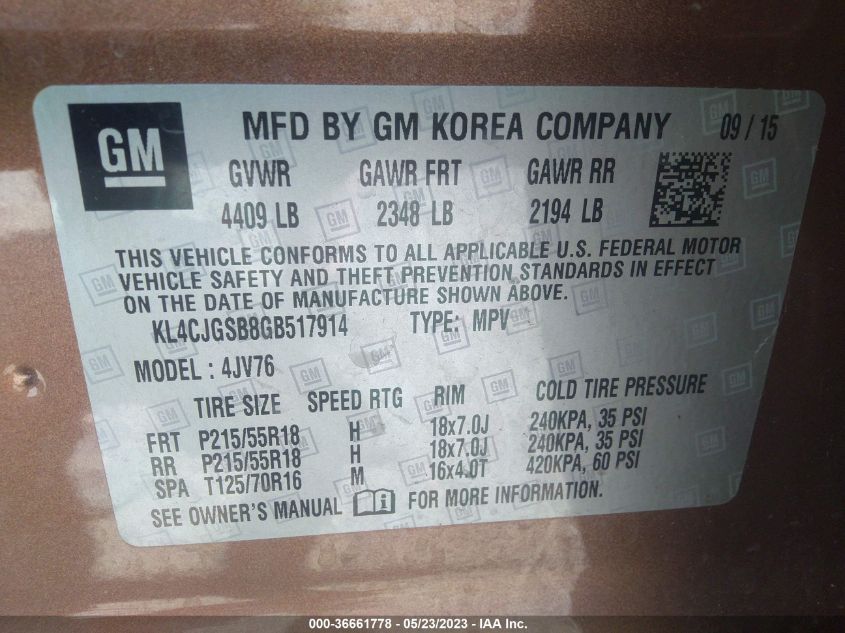 GM MFD BY GM KOREA COMPANY 09 / 15
GVWR GAWR FRT GAWR RR
4409 LB 2348 LB 2194 LB
THIS VEHICLE CONFORMS TO ALL APPLICABLE U.S. FEDERAL MOTOR
VEHICLE SAFETY AND THEFT PREVENTION STANDARDS IN EFFECT
ON THE DATE OF MANUFACTURE SHOWN ABOVE.
KL4CJGSB8GB517914 TYPE: MPV
MODEL : 4JV76
TIRE SIZE SPEED RTG RIM COLD TIRE PRESSURE
FRT P215/55R18 H 18x7.0J 240KPA, 35 PSI
RR P215/55R18 H 18x7.0J 240KPA, 35 PSI
SPA T125/70R16 M 16x4.0T 420KPA, 60 PSI
SEE OWNER'S MANUAL FOR MORE INFORMATION.
000-36661778 - 05/23/2023 - IAA Inc.